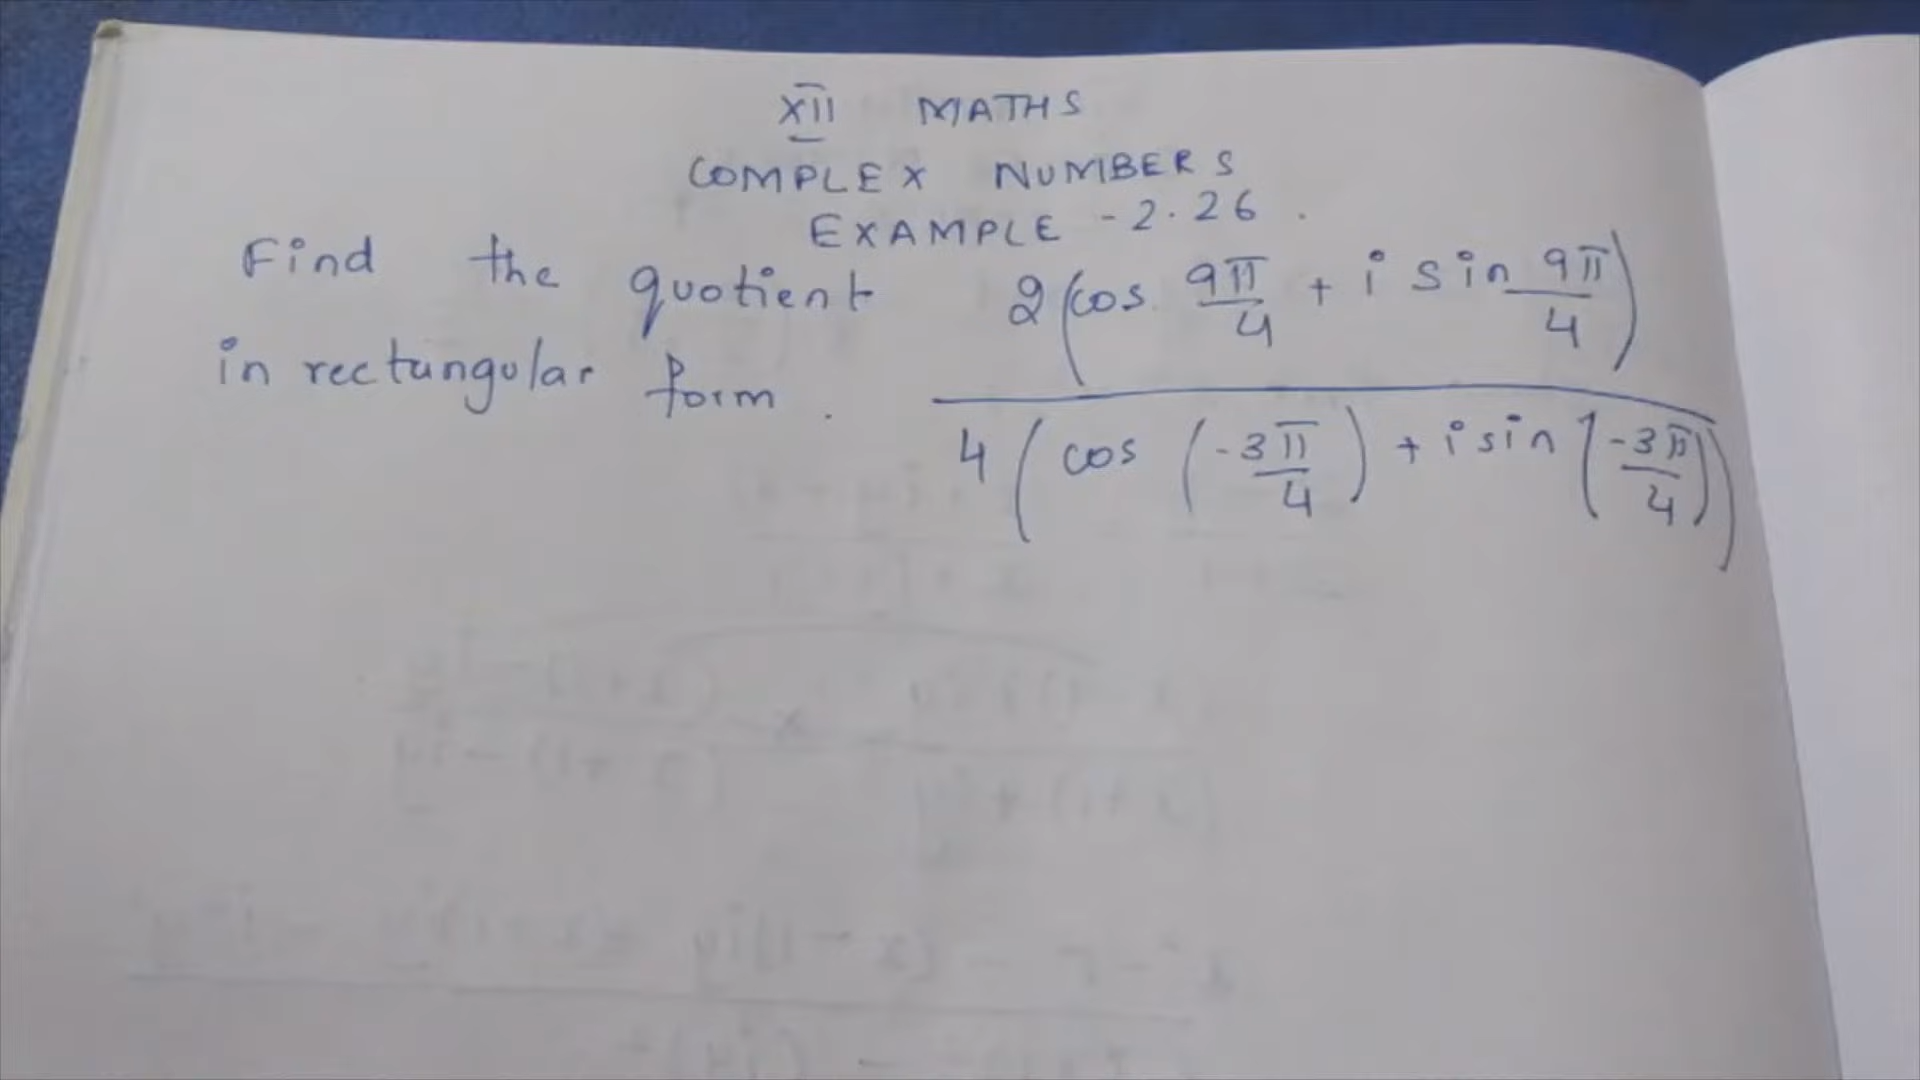 XII MATHS
COMPLEX NUMBERS
EXAMPLE - 2.26.
Find the quotient 2(cos 9π/4 + i sin 9π/4)
in rectangular form. 4(cos (-3π/4) + i sin (-3π/4))